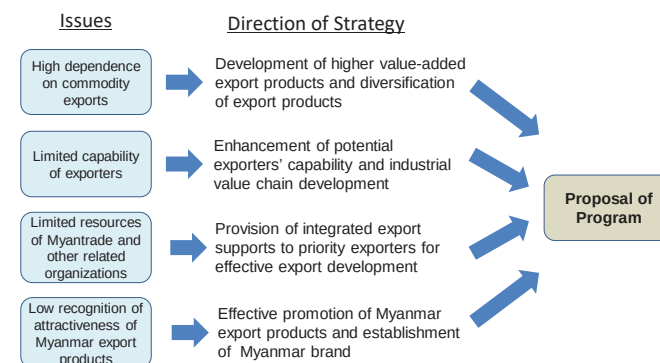 Issues
Direction of Strategy
High dependence
on commodity
exports
Development of higher value-added
export products and diversification
of export products
Limited capability
of exporters
Enhancement of potential
exporters' capability and industrial
value chain development
Limited resources
of Myantrade and
other related
organizations
Provision of integrated export
supports to priority exporters for
effective export development
Low recognition of
attractiveness of
Myanmar export
products
Effective promotion of Myanmar
export products and establishment
of Myanmar brand
Proposal of
Program